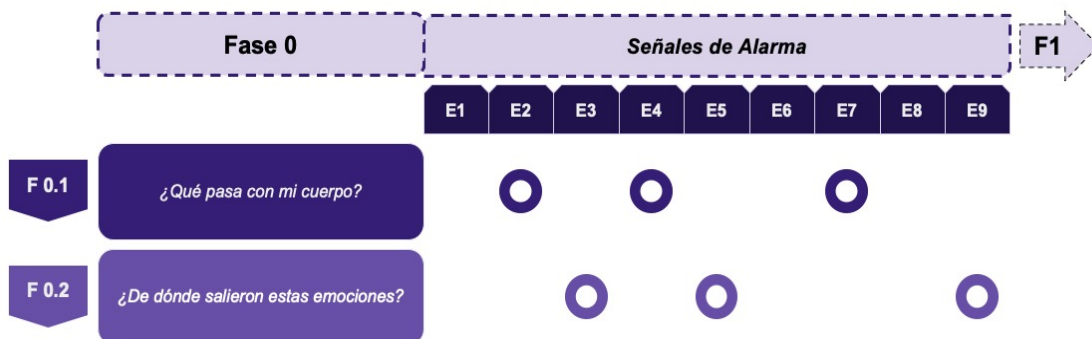 Fase 0
Señales de Alarma
F1
E1 E2 E3 E4 E5 E6 E7 E8 E9
F 0.1
¿Qué pasa con mi cuerpo?
F 0.2
¿De dónde salieron estas emociones?